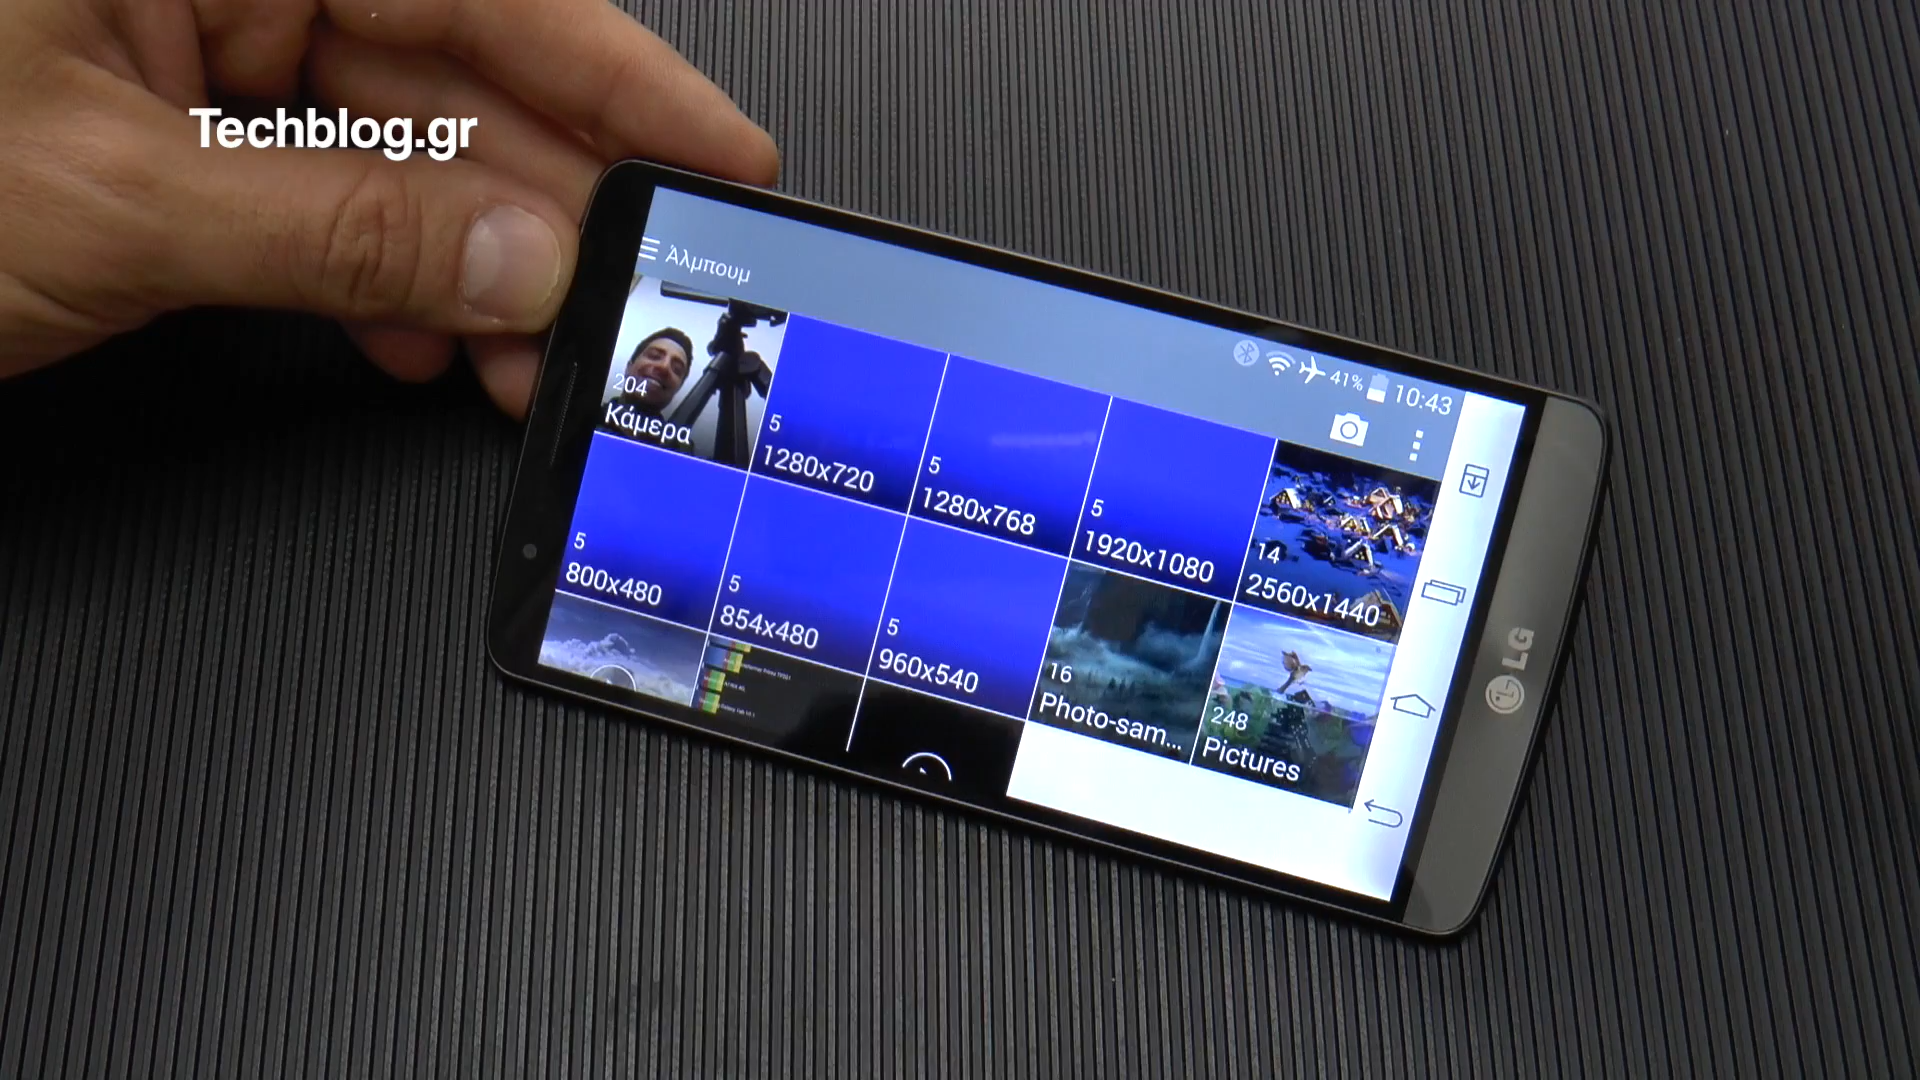 Techblog.gr
Άλμπουμ
41% 10:43
204
Κάμερα
5
1280x720
5
1280x768
5
1920x1080
14
2560x1440
5
800x480
5
854x480
5
960x540
16
Photo-sam...
248
Pictures
LG